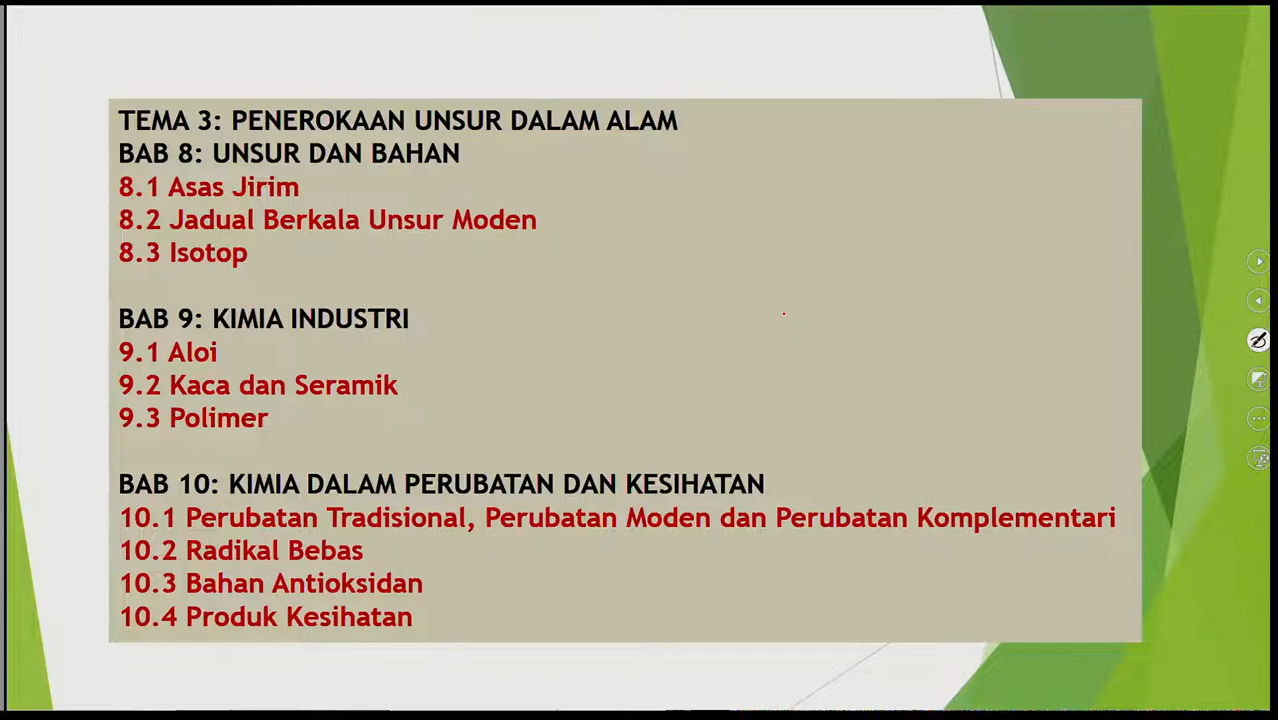 TEMA 3: PENEROKAAN UNSUR DALAM ALAM
BAB 8: UNSUR DAN BAHAN
8.1 Asas Jirim
8.2 Jadual Berkala Unsur Moden
8.3 Isotop
BAB 9: KIMIA INDUSTRI
9.1 Aloi
9.2 Kaca dan Seramik
9.3 Polimer
BAB 10: KIMIA DALAM PERUBATAN DAN KESIHATAN
10.1 Perubatan Tradisional, Perubatan Moden dan Perubatan Komplementari
10.2 Radikal Bebas
10.3 Bahan Antioksidan
10.4 Produk Kesihatan